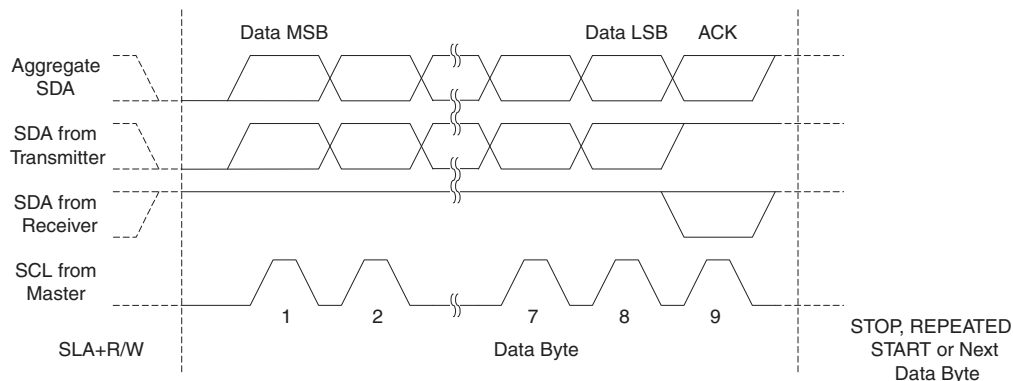 Data MSB
Data LSB
ACK
Aggregate
SDA
SDA from
Transmitter
SDA from
Receiver
SCL from
Master
1
2
7
8
9
SLA+R/W
Data Byte
STOP, REPEATED
START or Next
Data Byte